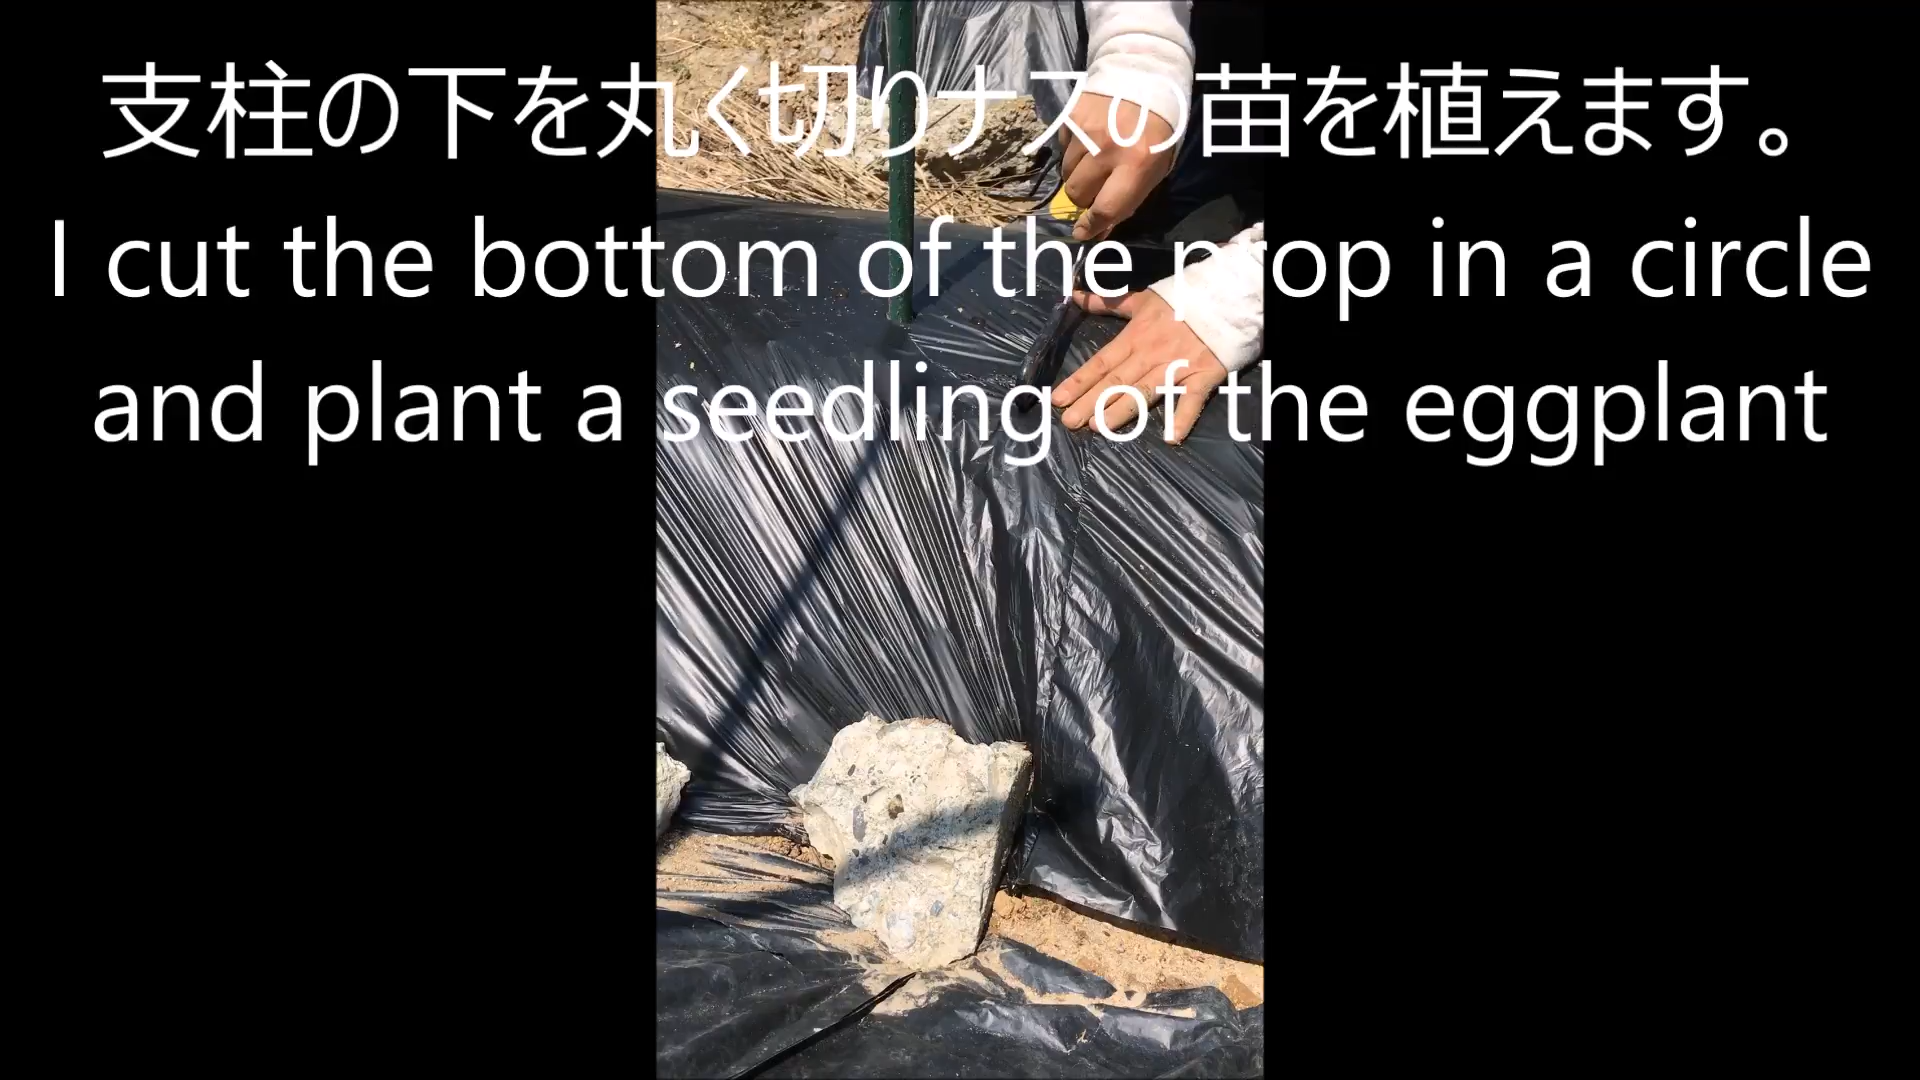 支柱の下を丸く切りナスの苗を植えます。
I cut the bottom of the prop in a circle
and plant a seedling of the eggplant